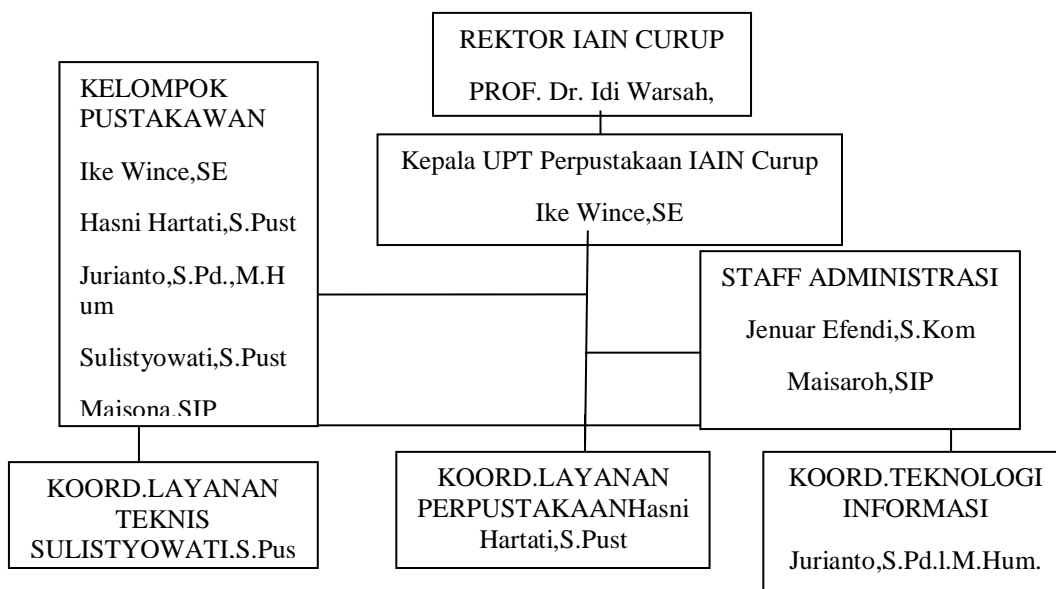 REKTOR IAIN CURUP
PROF. Dr. Idi Warsah,
KELOMPOK
PUSTAKAWAN
Ike Wince,SE
Hasni Hartati,S.Pust
Jurianto,S.Pd.,M.H
um
Sulistyowati,S.Pust
Maisona,SIP
Kepala UPT Perpustakaan IAIN Curup
Ike Wince,SE
STAFF ADMINISTRASI
Jenuar Efendi,S.Kom
Maisaroh,SIP
KOORD.LAYANAN
TEKNIS
SULISTYOWATI.S.Pus
KOORD.LAYANAN
PERPUSTAKAANHasni
Hartati,S.Pust
KOORD.TEKNOLOGI
INFORMASI
Jurianto,S.Pd.l.M.Hum.